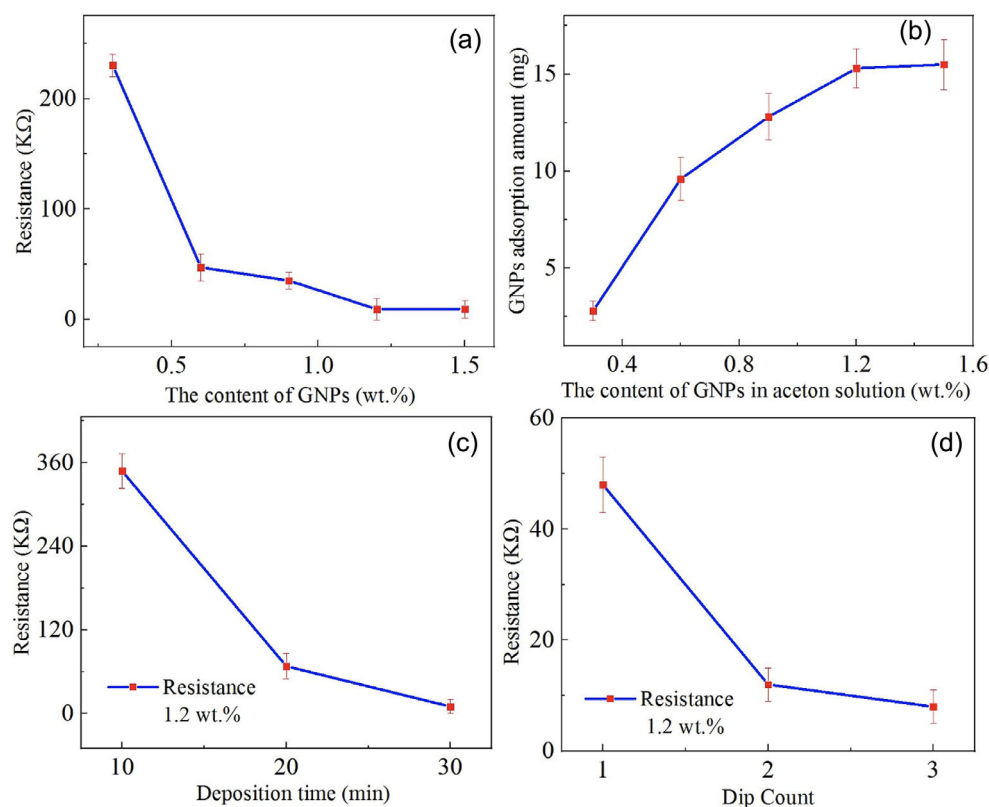 (a)
Resistance (KΩ)
200
100
0
0.5 1.0 1.5
The content of GNPs (wt.%)
(b)
GNPs adsorption amount (mg)
15
10
5
0.4 0.8 1.2 1.6
The content of GNPs in aceton solution (wt.%)
(c)
Resistance (KΩ)
360
240
120
0
Resistance
1.2 wt.%
10 20 30
Deposition time (min)
(d)
Resistance (KΩ)
60
40
20
0
Resistance
1.2 wt.%
1 2 3
Dip Count